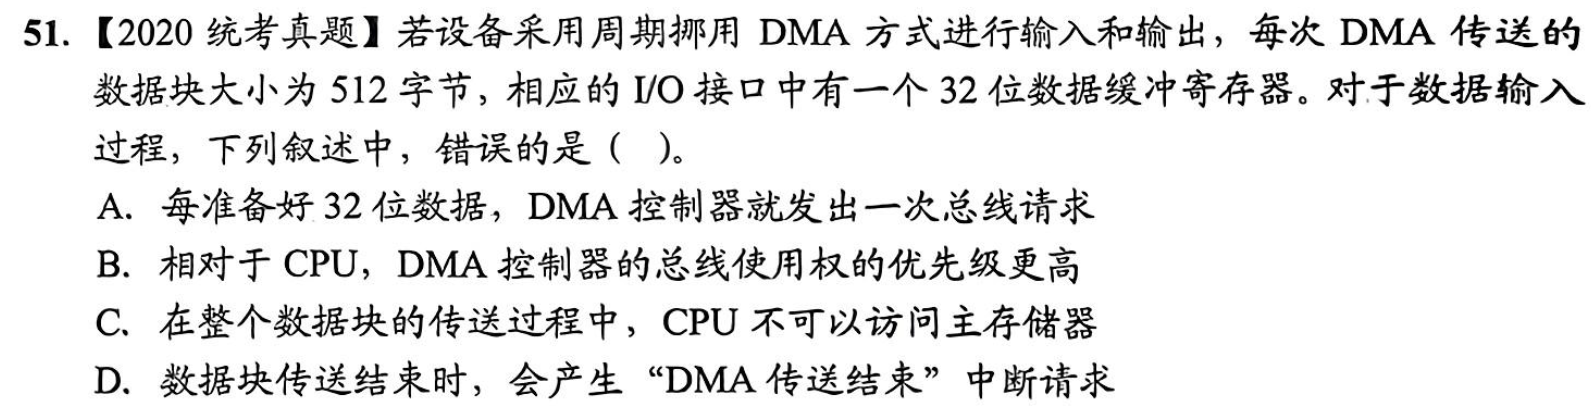 51.【2020 统考真题】若设备采用周期挪用 DMA 方式进行输入和输出，每次 DMA 传送的
数据块大小为 512 字节，相应的 I/O 接口中有一个 32 位数据缓冲寄存器。对于数据输入
过程，下列叙述中，错误的是（ ）。
A. 每准备好 32 位数据，DMA 控制器就发出一次总线请求
B. 相对于 CPU，DMA 控制器的总线使用权的优先级更高
C. 在整个数据块的传送过程中，CPU 不可以访问主存储器
D. 数据块传送结束时，会产生“DMA 传送结束”中断请求